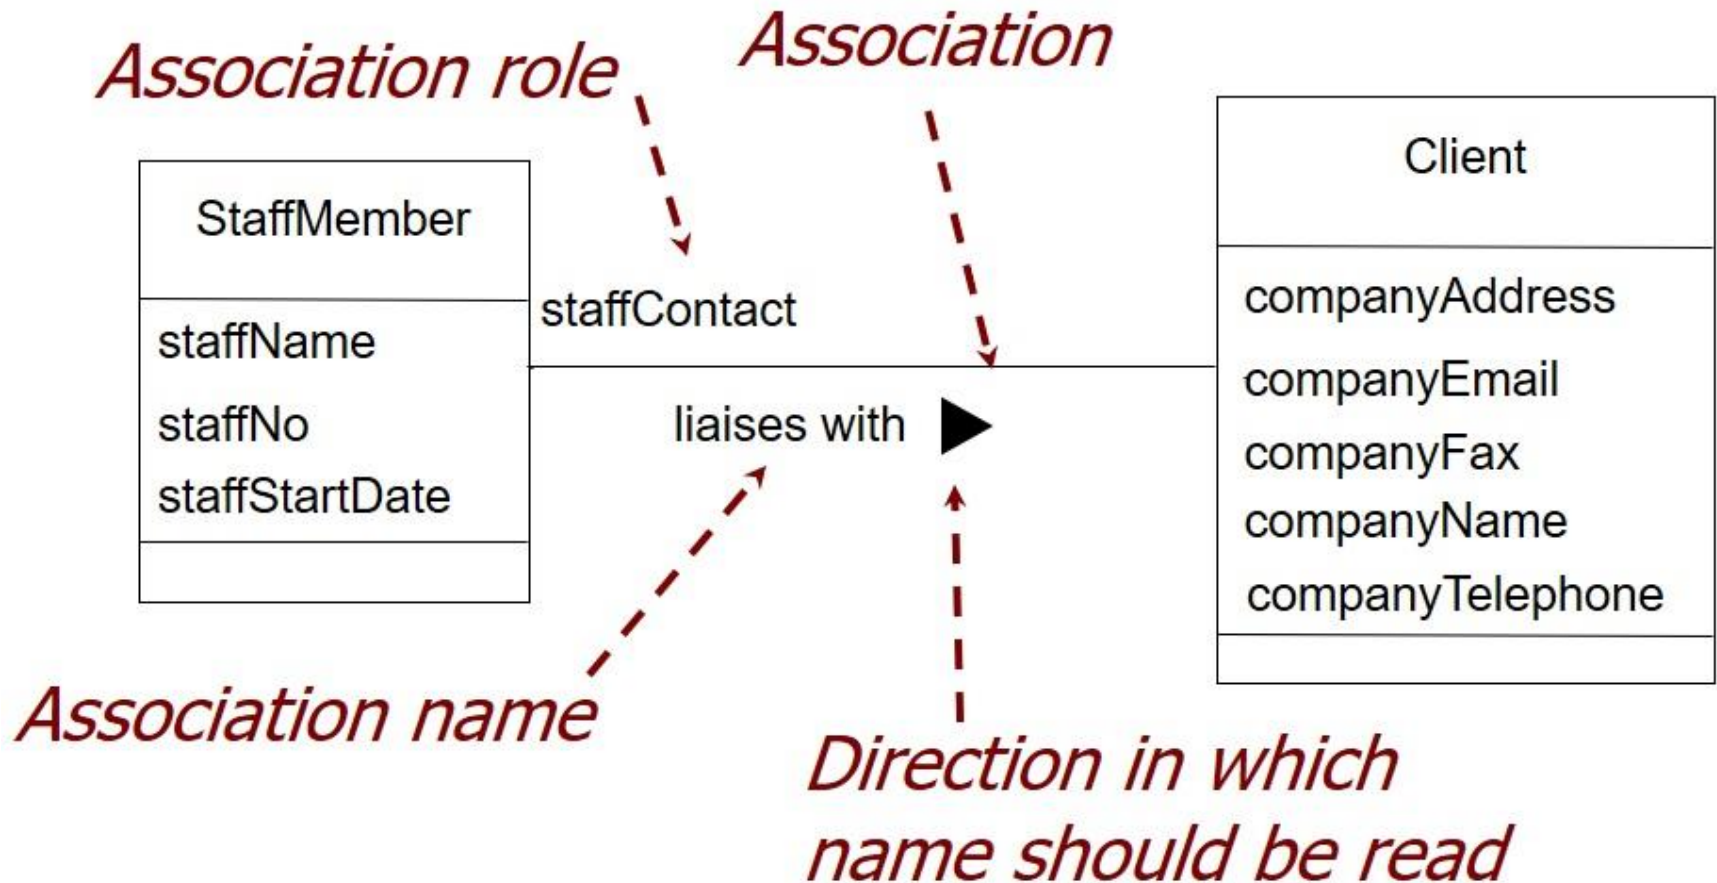 Association role
Association
StaffMember
staffName
staffNo
staffStartDate
staffContact
liaises with
Client
companyAddress
companyEmail
companyFax
companyName
companyTelephone
Association name
Direction in which
name should be read